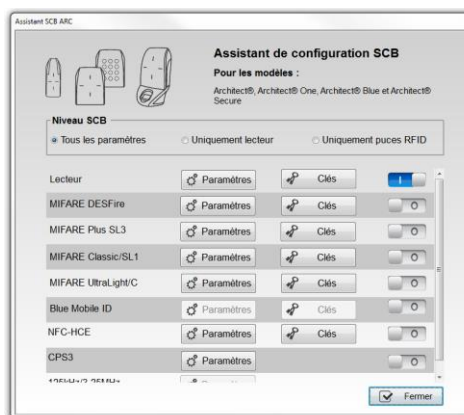 Assistant SCB ARC
Assistant de configuration SCB
Pour les modèles :
Architect®, Architect® One, Architect® Blue et Architect®
Secure
Niveau SCB
Tous les paramètres
Uniquement lecteur
Uniquement puces RFID
Lecteur Paramètres Clés I
MIFARE DESFire Paramètres Clés O
MIFARE Plus SL3 Paramètres Clés O
MIFARE Classic/SL1 Paramètres Clés O
MIFARE UltraLight/C Paramètres Clés O
Blue Mobile ID Paramètres Clés O
NFC-HCE Paramètres Clés O
CPS3 Paramètres O
125kHz/3.25MHz
Fermer